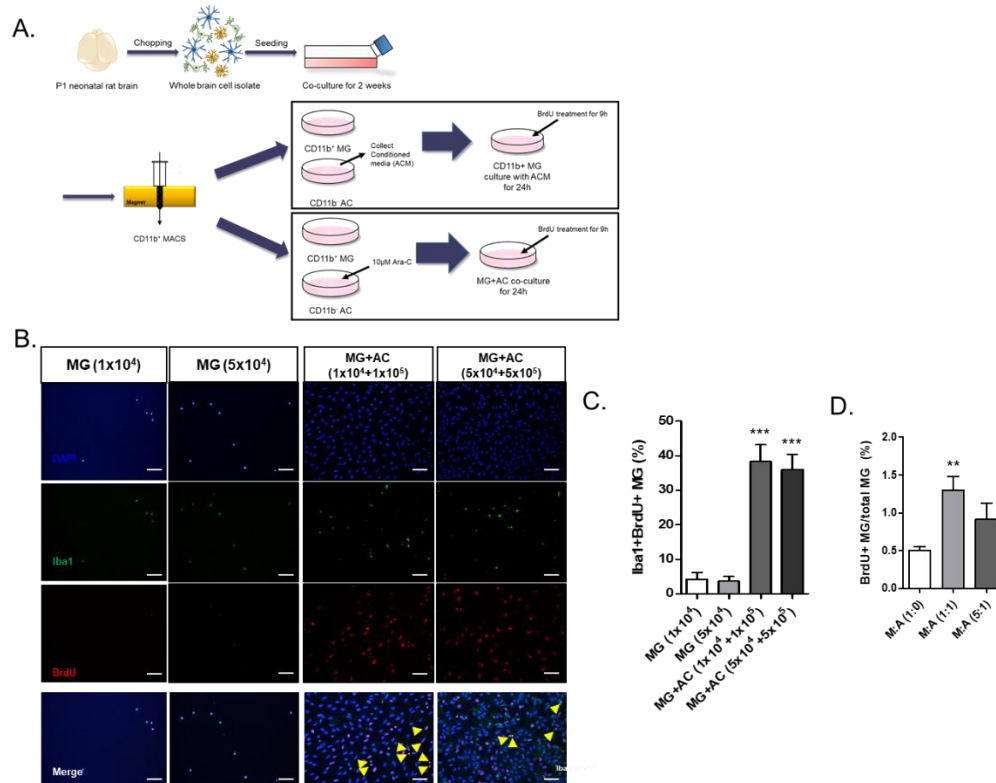 A.
Chopping
Seeding
P1 neonatal rat brain
Whole brain cell isolate
Co-culture for 2 weeks
Magnet
CD11b⁺ MACS
CD11b⁺ MG
Collect
Conditioned
media (ACM)
CD11b⁻ AC
BrdU treatment for 9h
CD11b+ MG
culture with ACM
for 24h
CD11b⁺ MG
10µM Ara-C
CD11b⁻ AC
BrdU treatment for 9h
MG+AC co-culture
for 24h
B.
MG (1x10⁴)
MG (5x10⁴)
MG+AC
(1x10⁴+1x10⁵)
MG+AC
(5x10⁴+5x10⁵)
DAPI
Iba1
BrdU
Merge
C.
Iba1+BrdU+ MG (%)
50
40
30
20
10
0
***
***
MG (1x10⁴)
MG (5x10⁴)
MG+AC (1x10⁴+1x10⁵)
MG+AC (5x10⁴+5x10⁵)
D.
BrdU+ MG/total MG (%)
2.0
1.5
1.0
0.5
0.0
**
M:A (1:0)
M:A (1:1)
M:A (5:1)